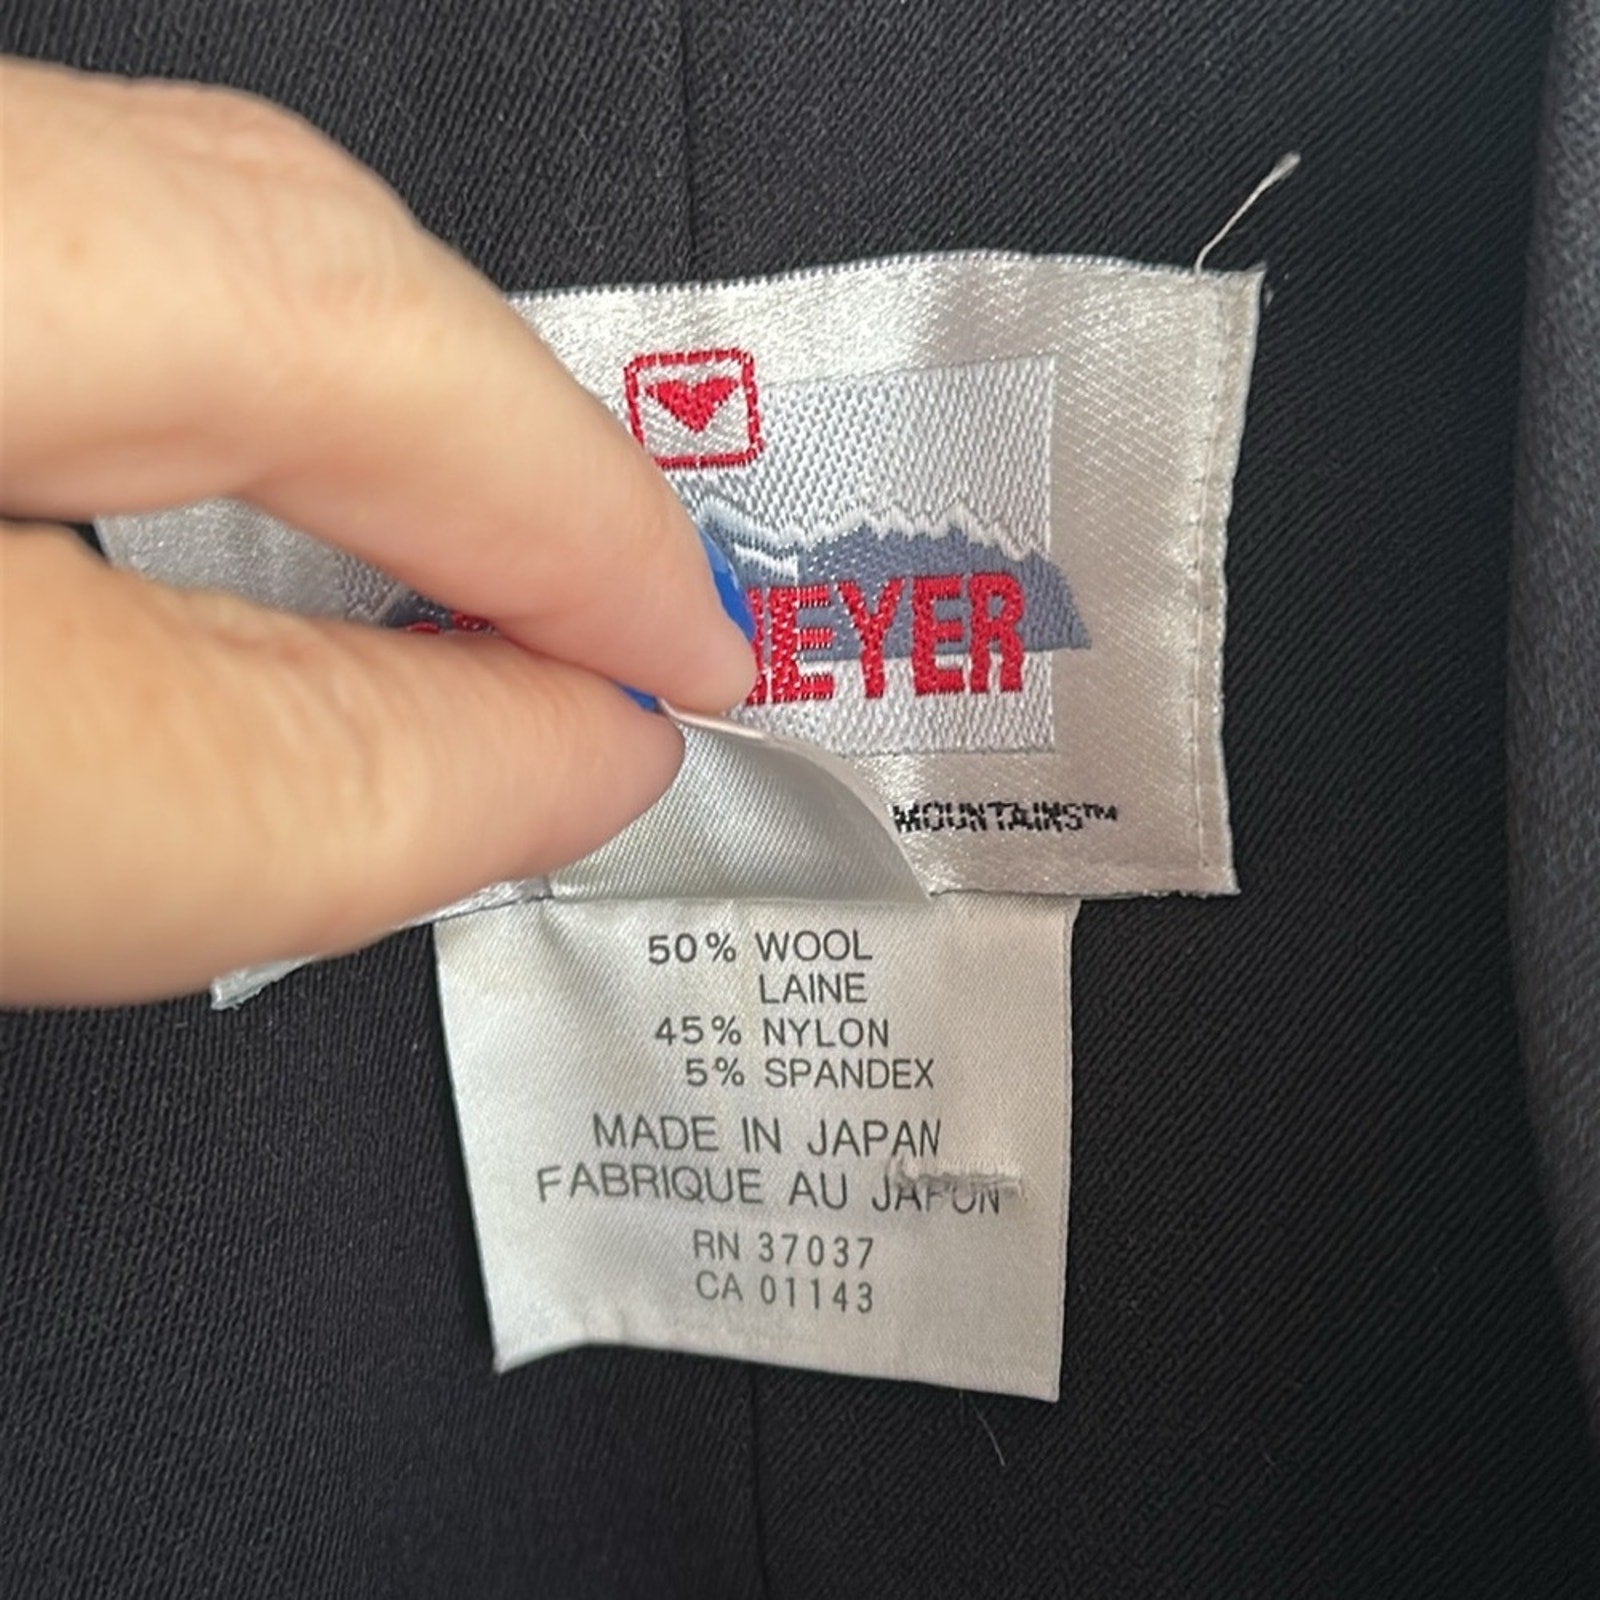 EYER
MOUNTAINS™
50% WOOL
LAINE
45% NYLON
5% SPANDEX
MADE IN JAPAN
FABRIQUE AU JAPON
RN 37037
CA 01143